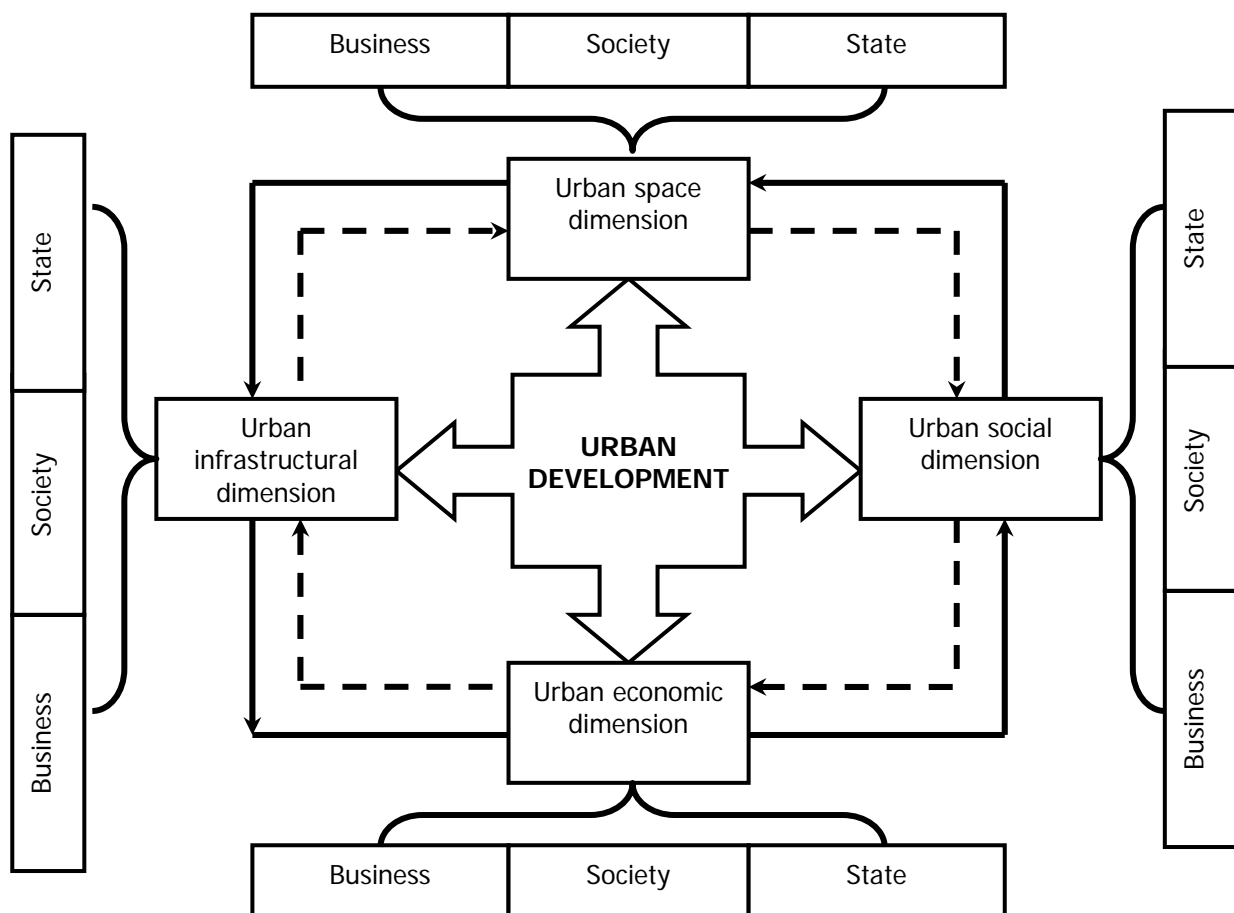 Business Society State
Urban space
dimension
State
Society
Business
Urban
infrastructural
dimension
URBAN
DEVELOPMENT
Urban social
dimension
State
Society
Business
Urban economic
dimension
Business Society State